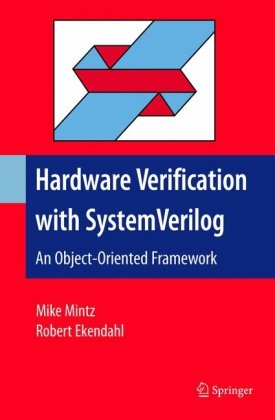 Hardware Verification
with SystemVerilog
An Object-Oriented Framework
Mike Mintz
Robert Ekendahl
Springer